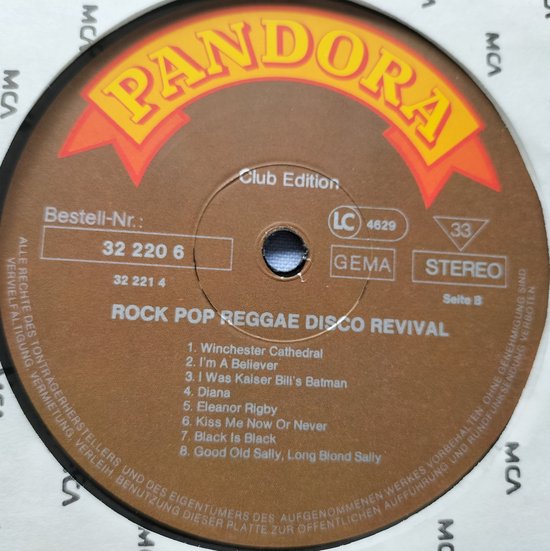 PANDORA
Club Edition
Bestell-Nr.:
32 220 6
32 221 4
LC 4629
GEMA
33
STEREO
Seite B
ROCK POP REGGAE DISCO REVIVAL
1. Winchester Cathedral
2. I'm A Believer
3. I Was Kaiser Bill's Batman
4. Diana
5. Eleanor Rigby
6. Kiss Me Now Or Never
7. Black Is Black
8. Good Old Sally, Long Blond Sally
ALLE RECHTE DES TONTRÄGERHERSTELLERS UND DES EIGENTÜMERS DES AUFGENOMMENEN WERKES VORBEHALTEN. OHNE GENEHMIGUNG SIND
VERVIELFÄLTIGUNG, VERMIETUNG, VERLEIH, BENUTZUNG DIESER PLATTE ZUR ÖFFENTLICHEN AUFFÜHRUNG UND RUNDFUNKSENDUNG VERBOTEN.
MCA
MCA
MCA
MCA
MCA